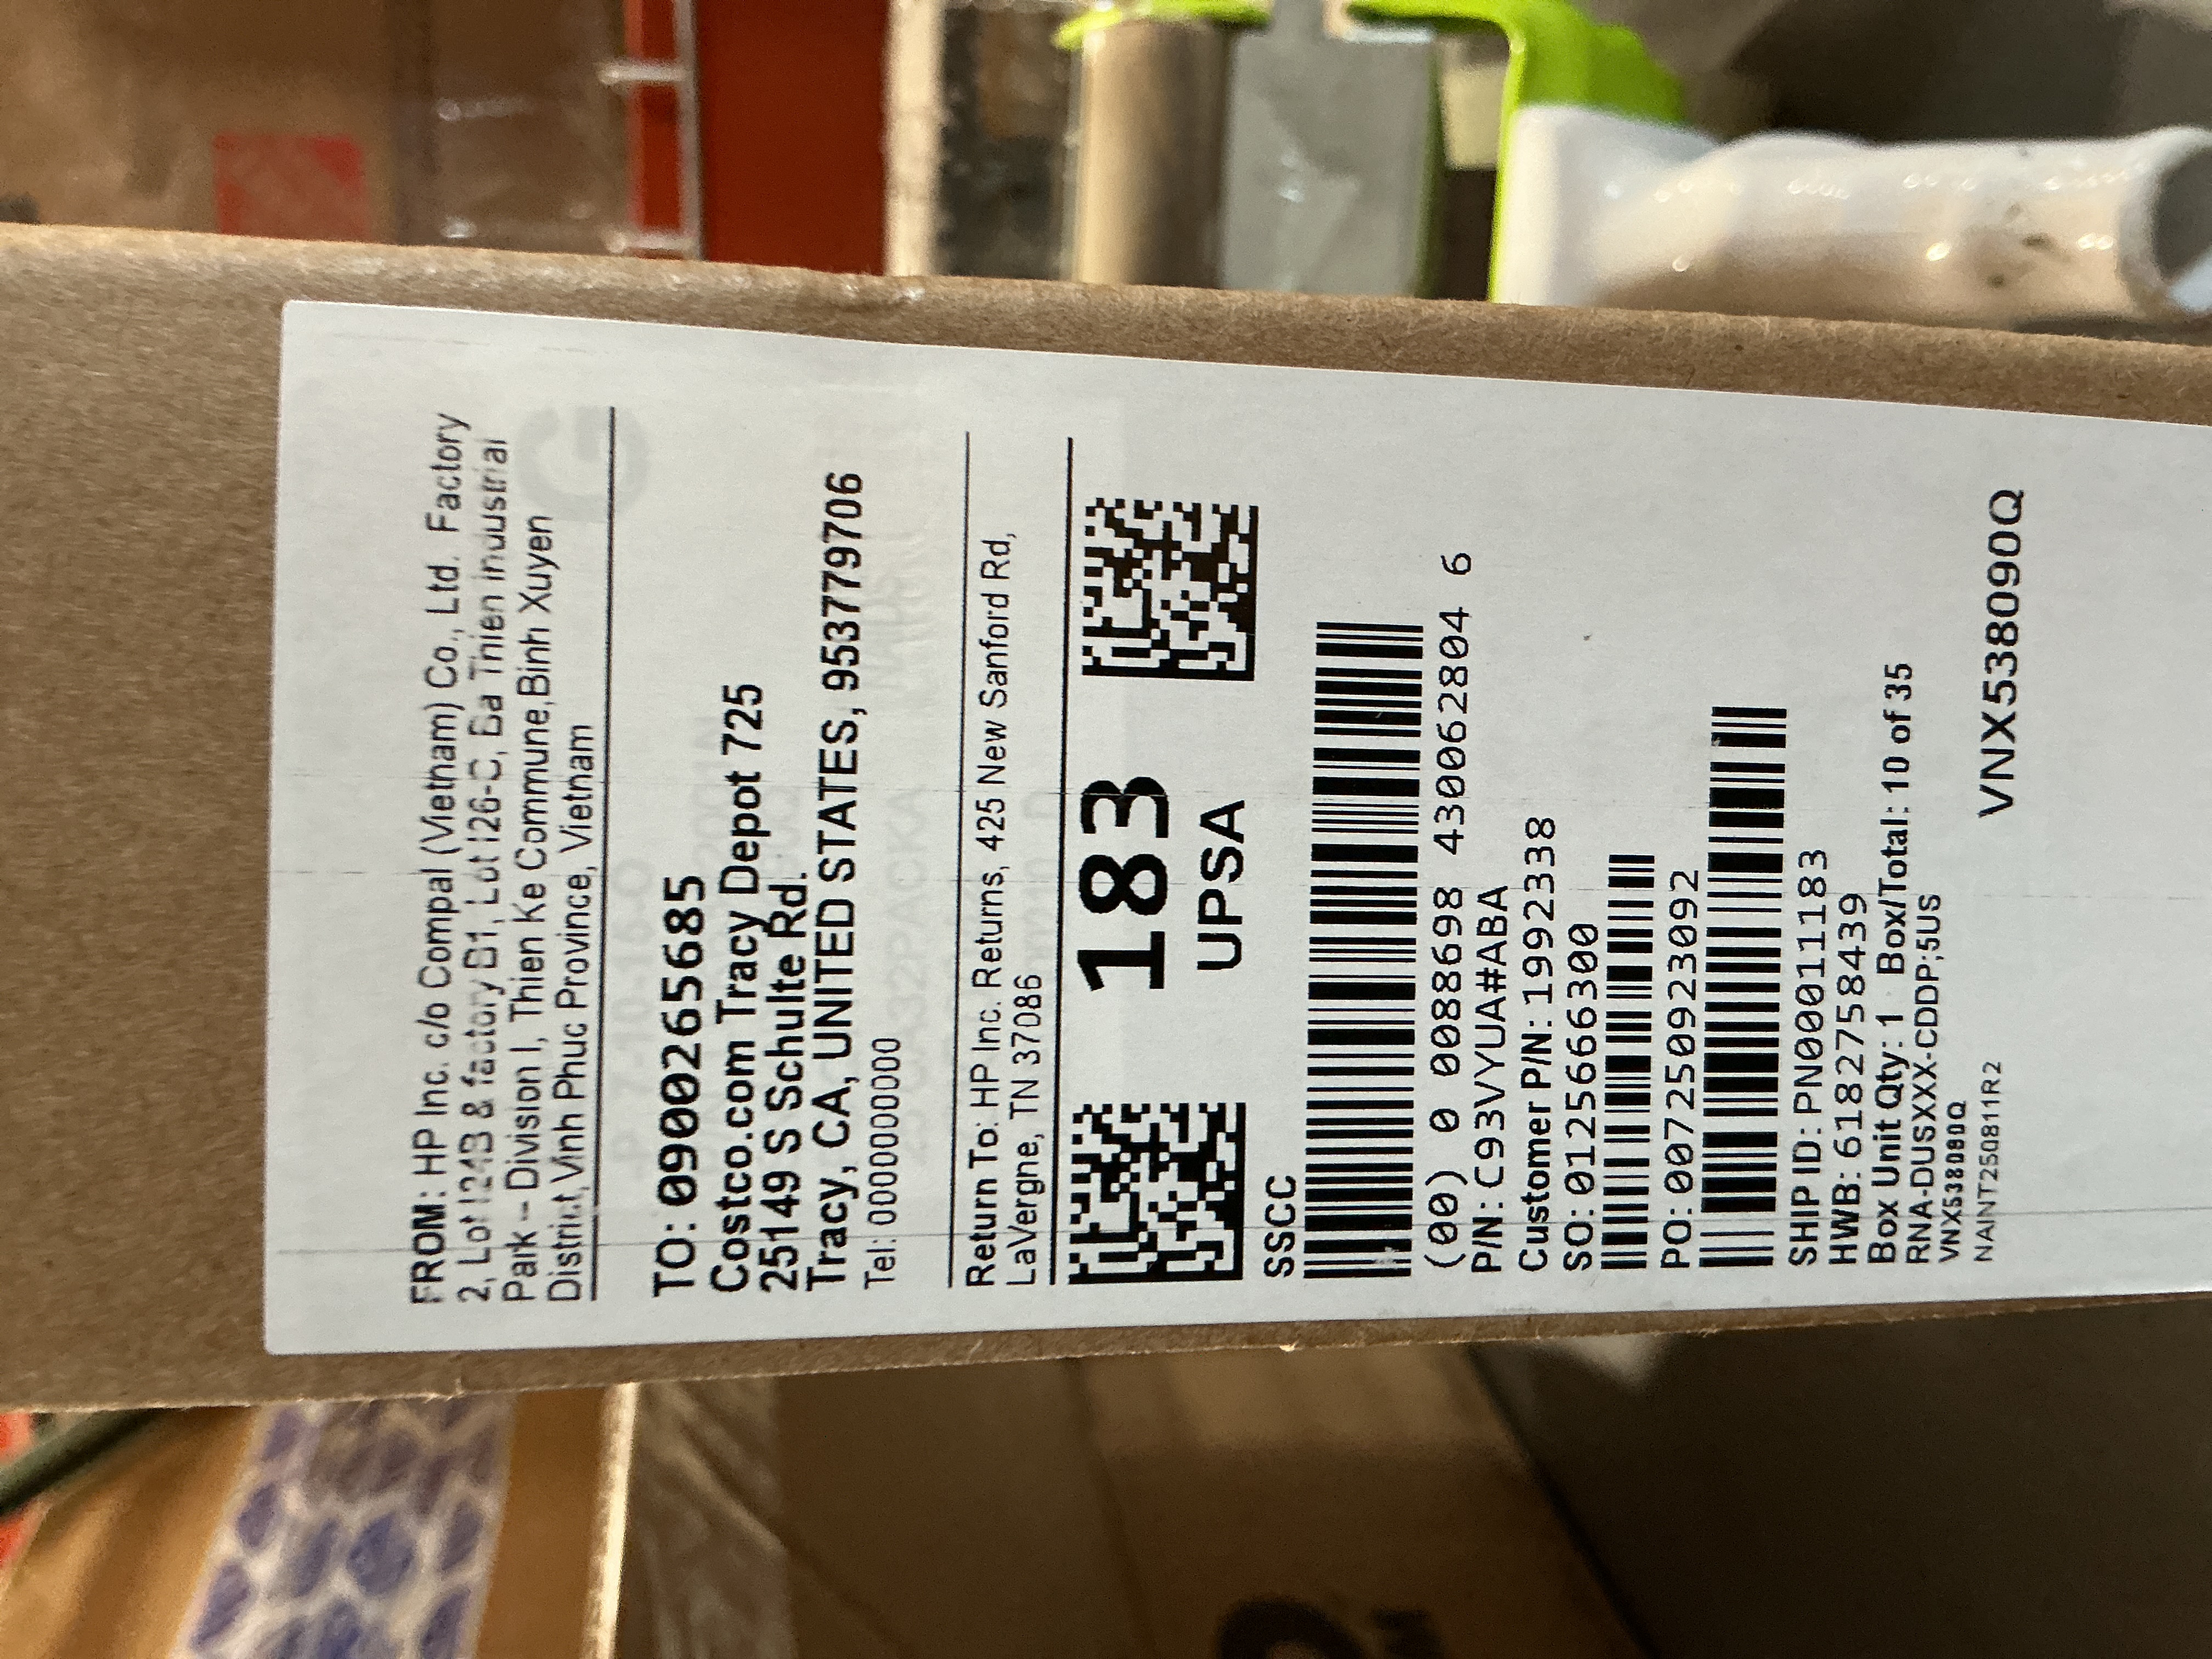 FROM: HP Inc. c/o Compal (Vietnam) Co., Ltd. Factory
2, Lot I24B & factory B1, Lot I26-C, Ba Thien industrial
Park – Division I, Thien Ke Commune,Binh Xuyen
District,Vinh Phuc Province, Vietnam
TO: 0900265685
Costco.com Tracy Depot 725
25149 S Schulte Rd.
Tracy, CA, UNITED STATES, 953779706
Tel: 0000000000
Return To: HP Inc. Returns, 425 New Sanford Rd,
LaVergne, TN 37086
183
UPSA
SSCC
(00) 0 0088698 430062804 6
P/N: C93VYUA#ABA
Customer P/N: 1992338
SO: 0125666300
PO: 007250923092
SHIP ID: PN00011183
HWB: 618275 8439
Box Unit Qty: 1 Box/Total: 10 of 35
RNA-DUSXXX-CDDP;5US
VNX538080Q
NAINT250811R2
VNX538090Q